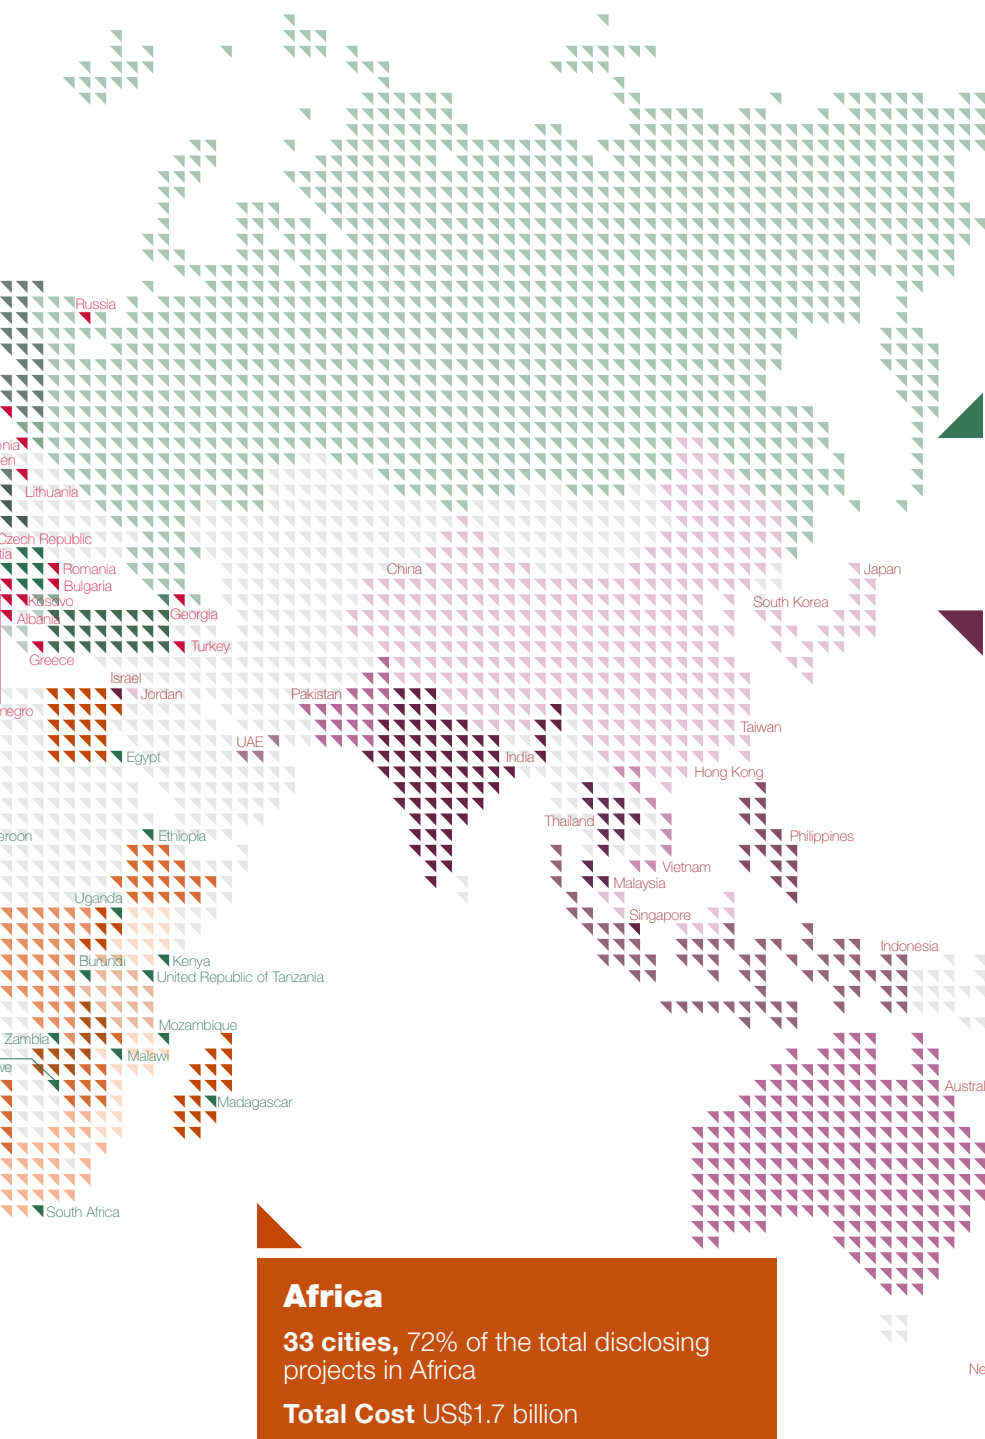 Russia
Lithuania
Czech Republic
Romania
Bulgaria
Kosovo
Albania
Georgia
Turkey
Greece
China
Japan
South Korea
Israel
Jordan
Pakistan
Taiwan
UAE
Egypt
India
Hong Kong
Thailand
Ethiopia
Philippines
Vietnam
Malaysia
Uganda
Singapore
Indonesia
Burundi
Kenya
United Republic of Tanzania
Mozambique
Zambia
Malawi
Madagascar
South Africa
Africa
33 cities, 72% of the total disclosing
projects in Africa
Total Cost US$1.7 billion